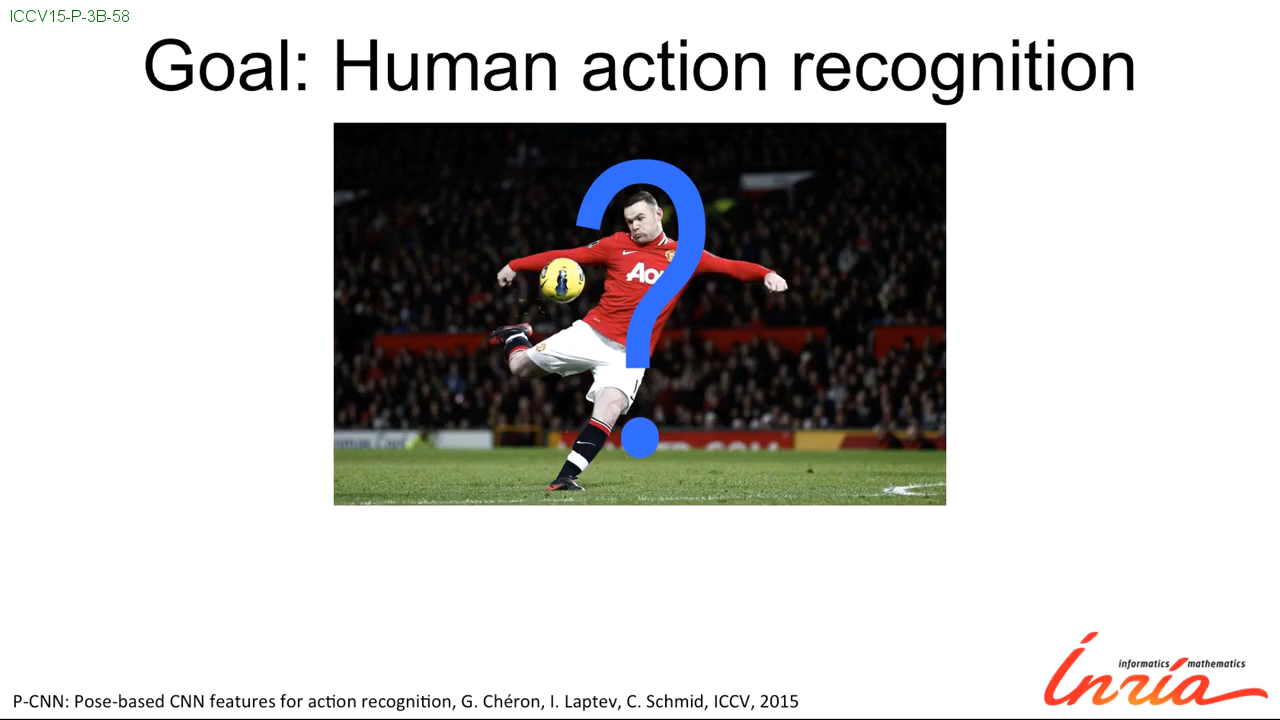 ICCV15-P-3B-58
Goal: Human action recognition
?
informatics mathematics
Inria
P-CNN: Pose-based CNN features for action recognition, G. Chéron, I. Laptev, C. Schmid, ICCV, 2015